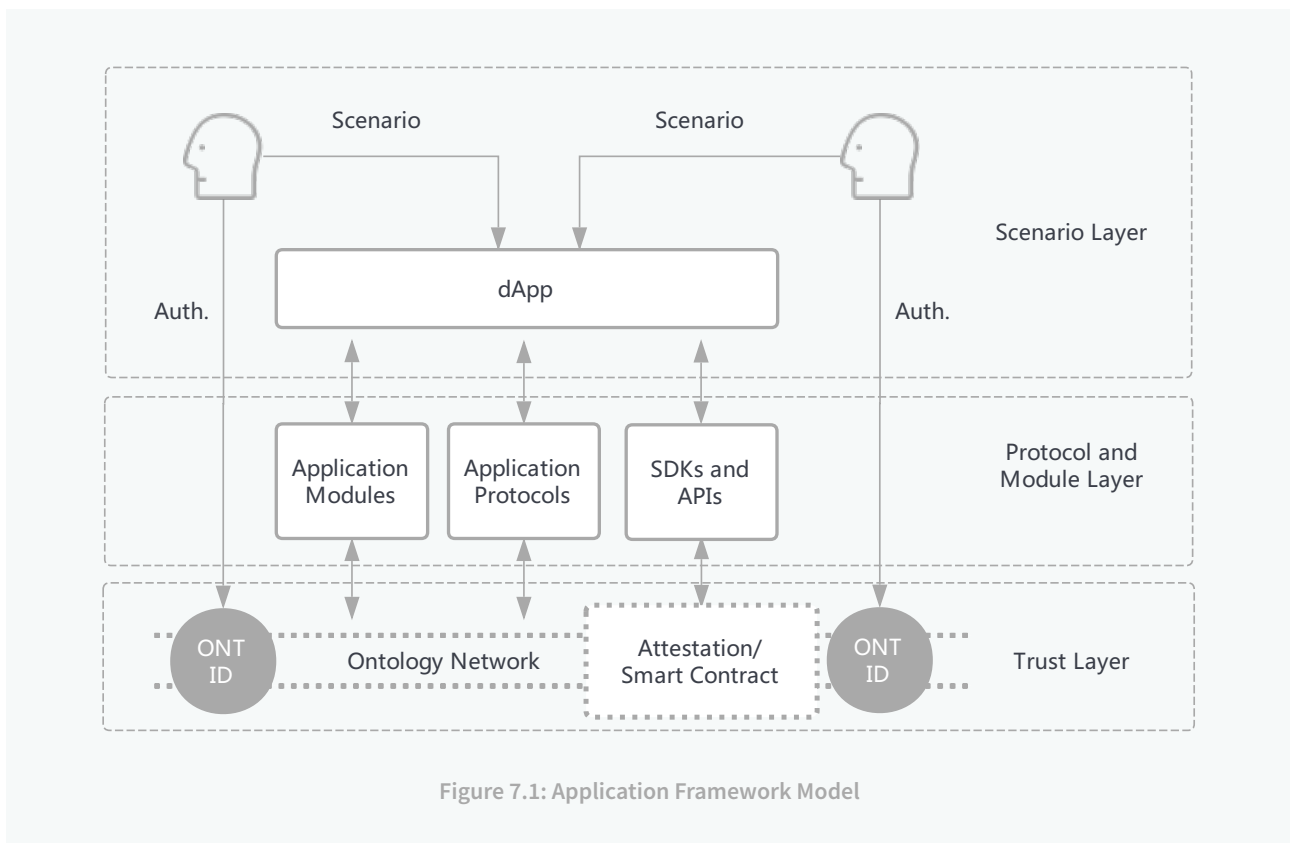 Scenario
Scenario
Scenario Layer
dApp
Auth.
Auth.
Application
Modules
Application
Protocols
SDKs and
APIs
Protocol and
Module Layer
ONT
ID
Ontology Network
Attestation/
Smart Contract
ONT
ID
Trust Layer
Figure 7.1: Application Framework Model